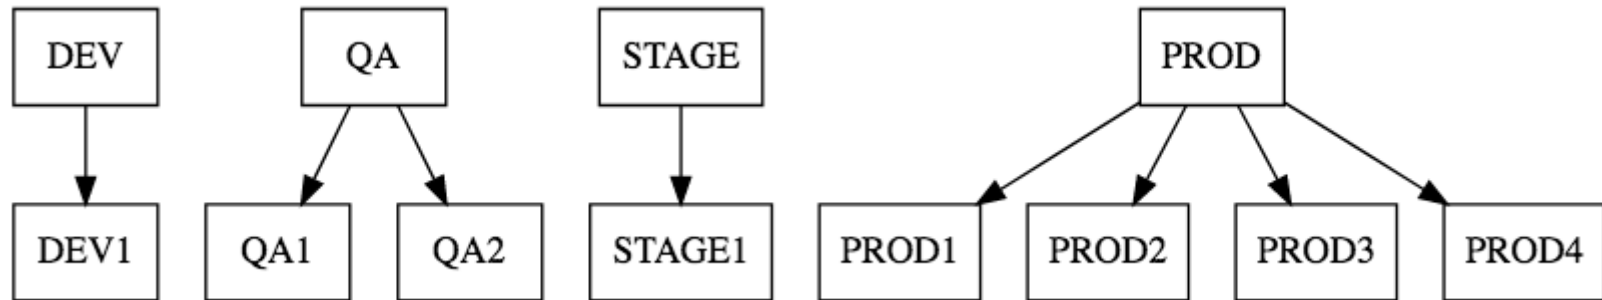 DEV
QA
STAGE
PROD
DEV1
QA1
QA2
STAGE1
PROD1
PROD2
PROD3
PROD4